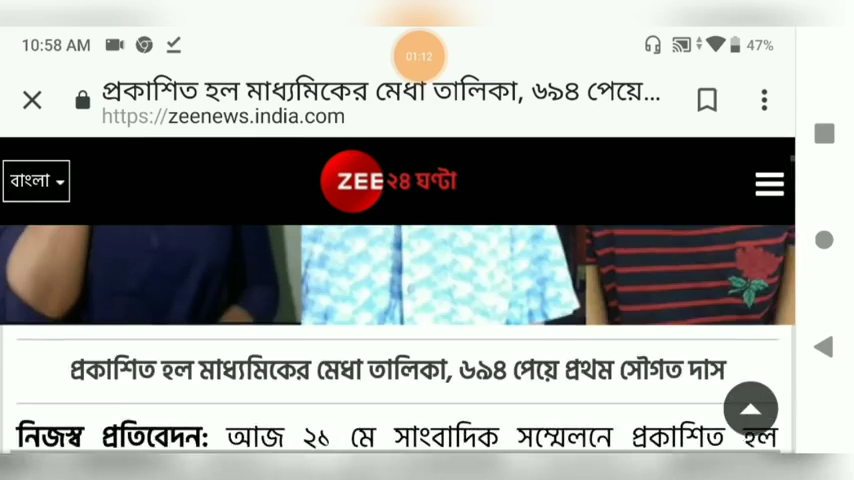 10:58 AM
01:12
47%
প্রকাশিত হল মাধ্যমিকের মেধা তালিকা, ৬৯৪ পেয়ে...
https://zeenews.india.com
বাংলা
ZEE ২৪ ঘণ্টা
প্রকাশিত হল মাধ্যমিকের মেধা তালিকা, ৬৯৪ পেয়ে প্রথম সৌগত দাস
নিজস্ব প্রতিবেদন: আজ ২১ মে সাংবাদিক সম্মেলনে প্রকাশিত হল